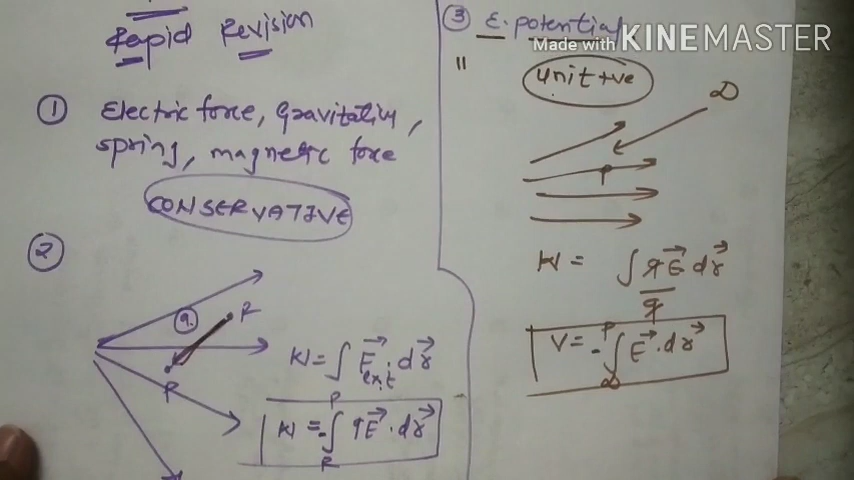 Rapid Revision
① Electric force, gravitation,
spring, magnetic force
CONSERVATIVE
②
q
R
P
W = ∫ F⃗ext . dr⃗
W = -∫ qE⃗ . dr⃗
P
R
③ E. potential
Made with KINEMASTER
"
unit +ve
∞
P
W = ∫ qE⃗ dr⃗
q
V = -∫ E⃗ . dr⃗
P
∞